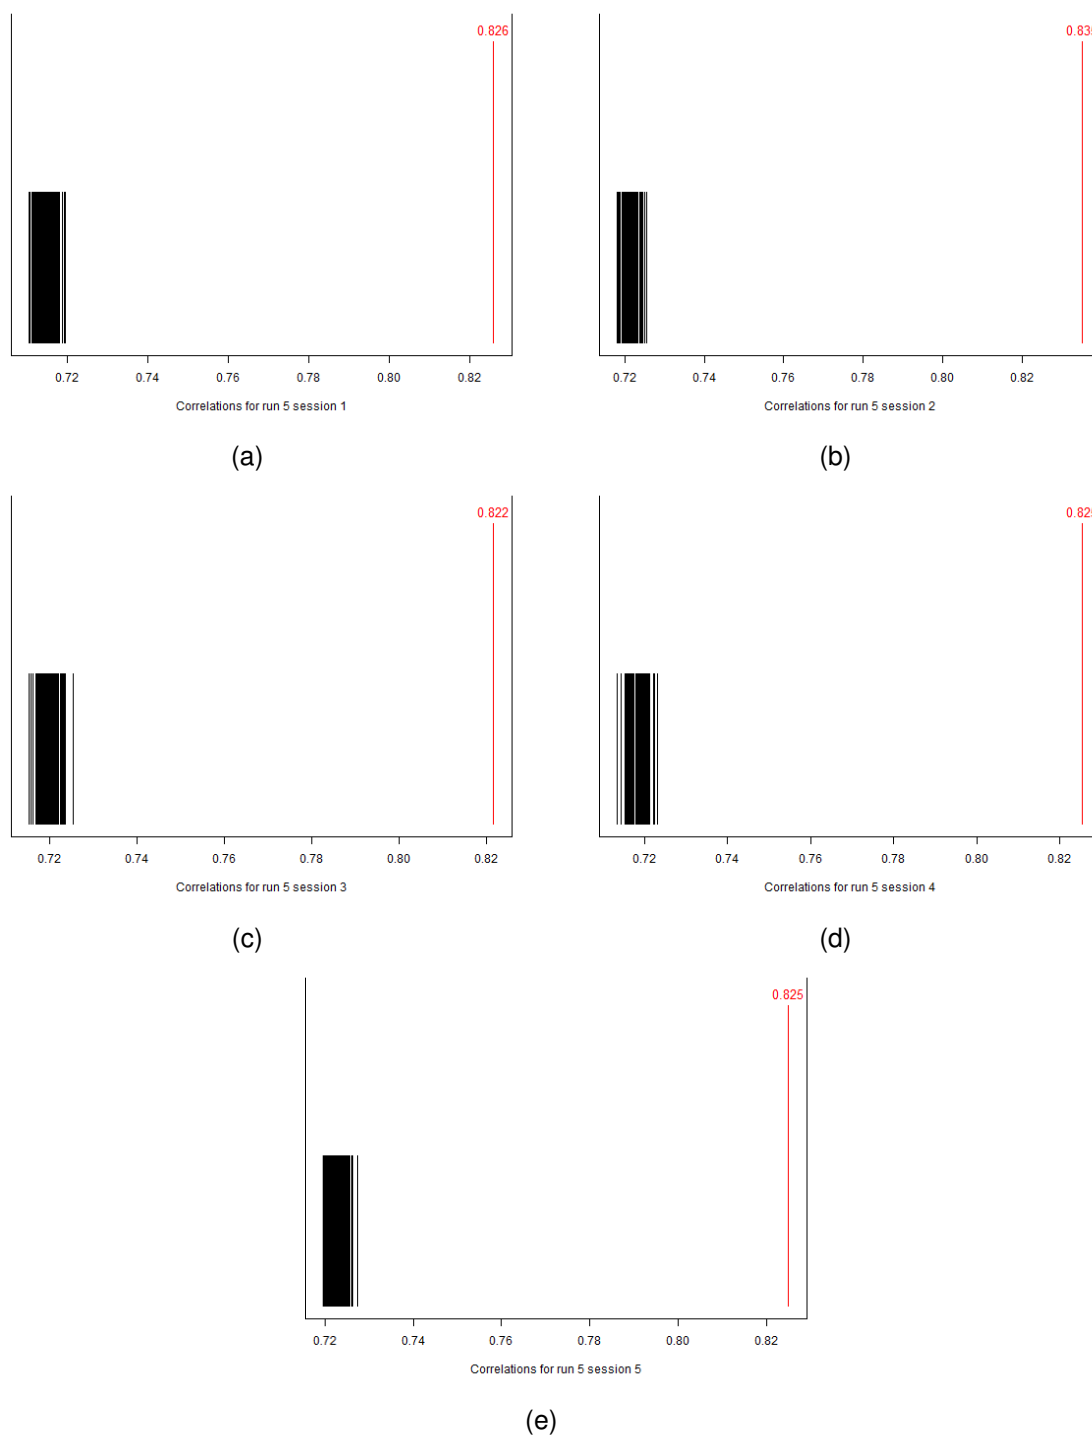 0.826
0.72 0.74 0.76 0.78 0.80 0.82
Correlations for run 5 session 1
(a)
0.835
0.72 0.74 0.76 0.78 0.80 0.82
Correlations for run 5 session 2
(b)
0.822
0.72 0.74 0.76 0.78 0.80 0.82
Correlations for run 5 session 3
(c)
0.825
0.72 0.74 0.76 0.78 0.80 0.82
Correlations for run 5 session 4
(d)
0.825
0.72 0.74 0.76 0.78 0.80 0.82
Correlations for run 5 session 5
(e)